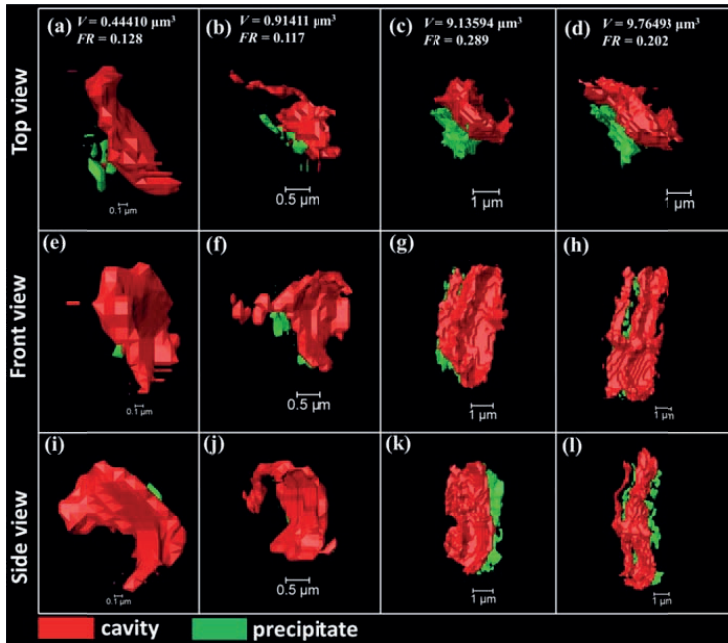 (a) V = 0.44410 µm³
FR = 0.128
(b) V = 0.91411 µm³
FR = 0.117
(c) V = 9.13594 µm³
FR = 0.289
(d) V = 9.76493 µm³
FR = 0.202
Top view
0.1 µm
0.5 µm
1 µm
1 µm
(e)
(f)
(g)
(h)
Front view
0.1 µm
0.5 µm
1 µm
1 µm
(i)
(j)
(k)
(l)
Side view
0.1 µm
0.5 µm
1 µm
1 µm
cavity
precipitate